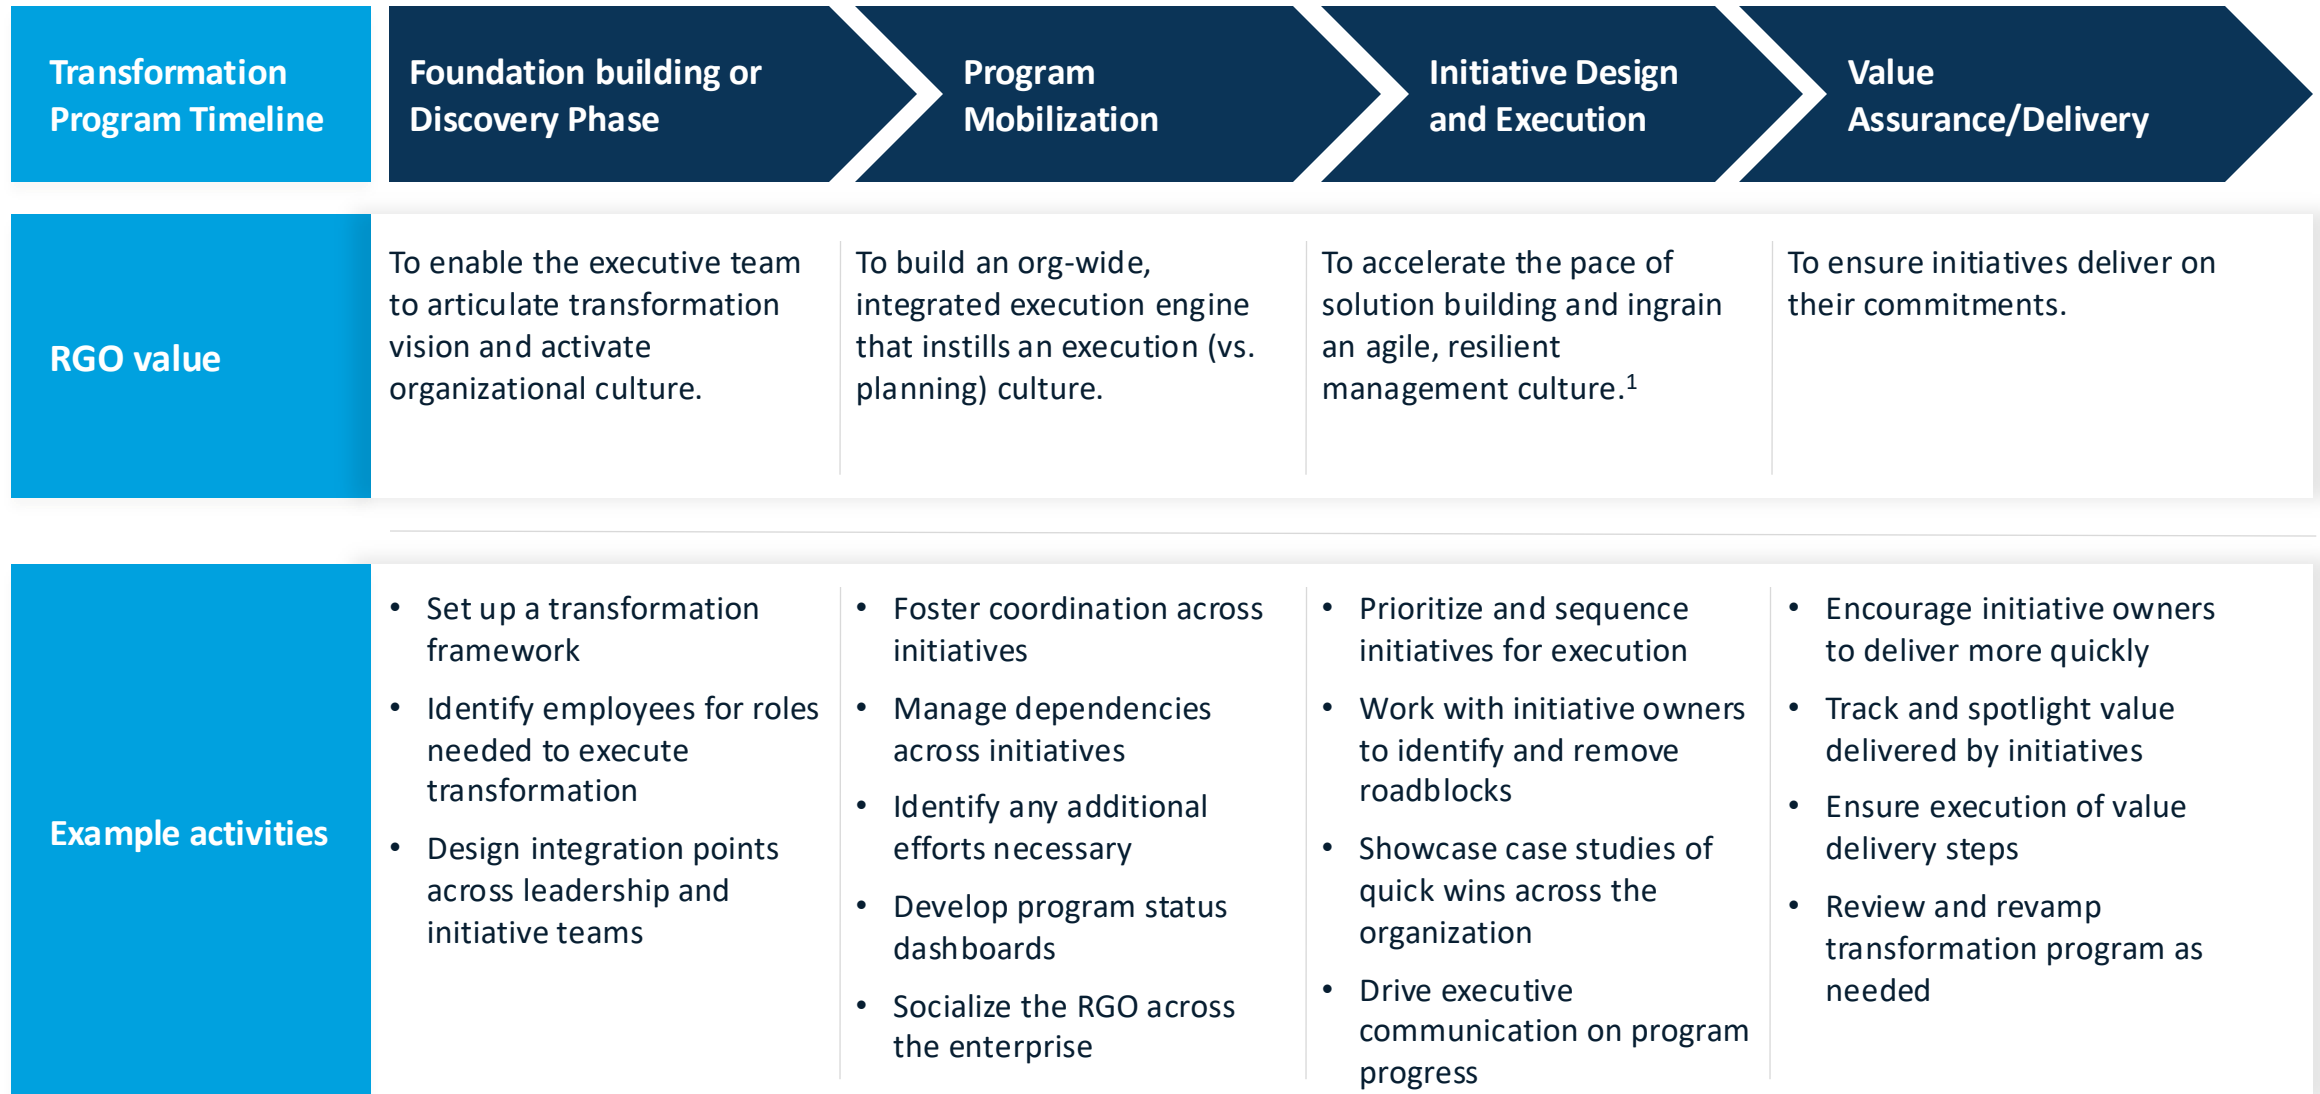 Transformation
Program Timeline
Foundation building or
Discovery Phase
Program
Mobilization
Initiative Design
and Execution
Value
Assurance/Delivery
RGO value
To enable the executive team
to articulate transformation
vision and activate
organizational culture.
To build an org-wide,
integrated execution engine
that instills an execution (vs.
planning) culture.
To accelerate the pace of
solution building and ingrain
an agile, resilient
management culture.¹
To ensure initiatives deliver on
their commitments.
Example activities
• Set up a transformation
framework
• Identify employees for roles
needed to execute
transformation
• Design integration points
across leadership and
initiative teams
• Foster coordination across
initiatives
• Manage dependencies
across initiatives
• Identify any additional
efforts necessary
• Develop program status
dashboards
• Socialize the RGO across
the enterprise
• Prioritize and sequence
initiatives for execution
• Work with initiative owners
to identify and remove
roadblocks
• Showcase case studies of
quick wins across the
organization
• Drive executive
communication on program
progress
• Encourage initiative owners
to deliver more quickly
• Track and spotlight value
delivered by initiatives
• Ensure execution of value
delivery steps
• Review and revamp
transformation program as
needed